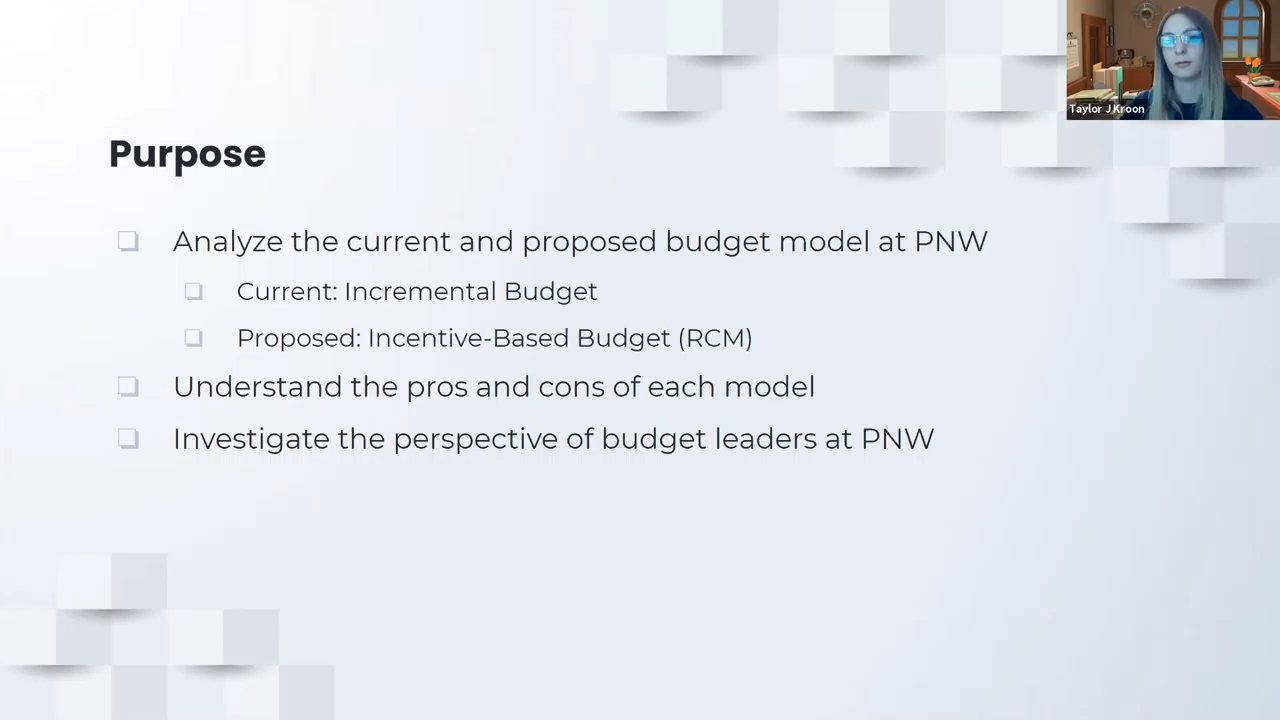 Taylor J Kroon
Purpose
Analyze the current and proposed budget model at PNW
Current: Incremental Budget
Proposed: Incentive-Based Budget (RCM)
Understand the pros and cons of each model
Investigate the perspective of budget leaders at PNW